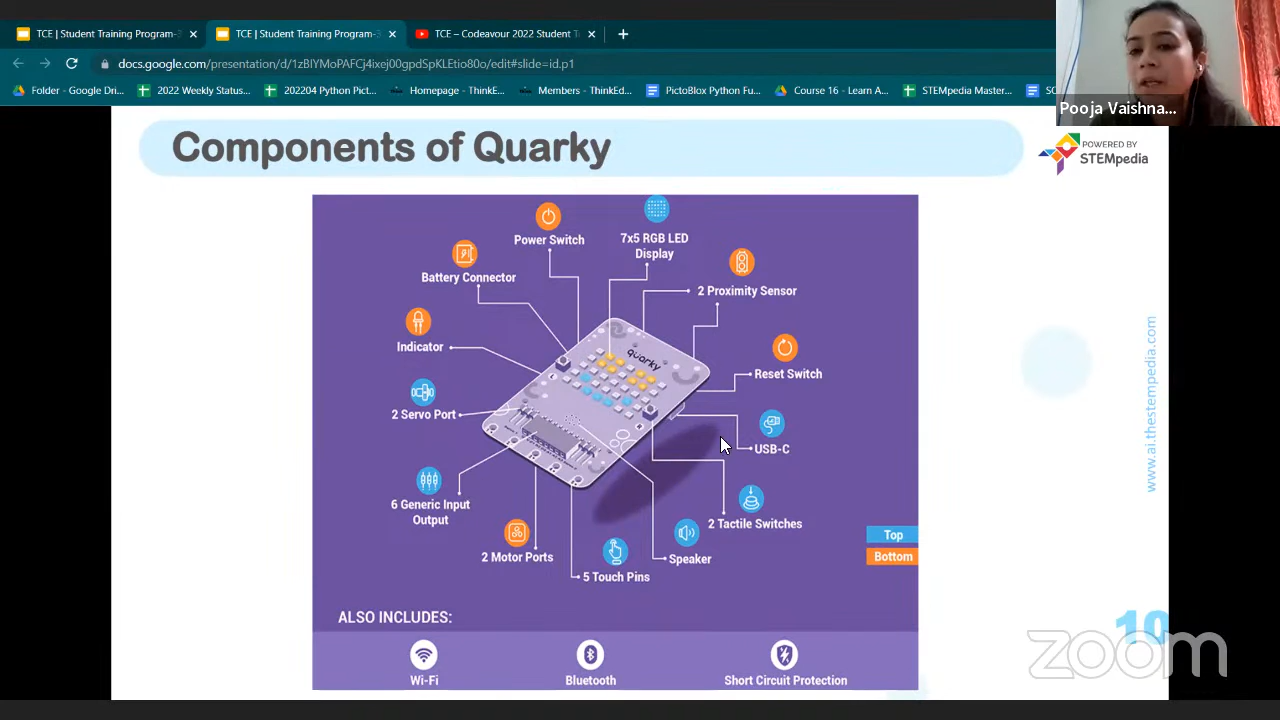 TCE | Student Training Program-3
TCE | Student Training Program-3
TCE – Codeavour 2022 Student T
docs.google.com/presentation/d/1zBIYMoPAFCj4ixej00gpdSpKLEtio80o/edit#slide=id.p1
Folder - Google Dri...
2022 Weekly Status...
202204 Python Pict...
Homepage - ThinkE...
Members - ThinkEd...
PictoBlox Python Fu...
Course 16 - Learn A...
STEMpedia Master...
Pooja Vaishna...
Components of Quarky
POWERED BY
STEMpedia
Power Switch
7x5 RGB LED
Display
Battery Connector
2 Proximity Sensor
Indicator
quarky
Reset Switch
2 Servo Port
USB-C
6 Generic Input
Output
2 Tactile Switches
2 Motor Ports
Speaker
5 Touch Pins
Top
Bottom
www.ai.thestempedia.com
ALSO INCLUDES:
Wi-Fi
Bluetooth
Short Circuit Protection
10
zoom